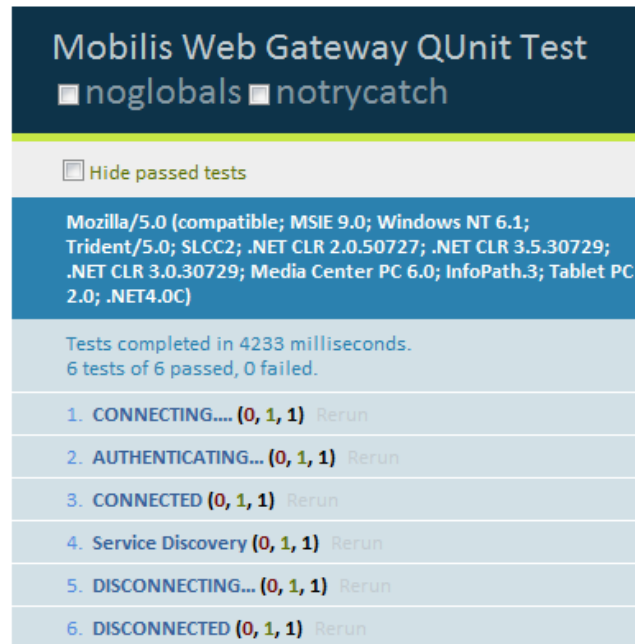 Mobilis Web Gateway QUnit Test
noglobals notrycatch
Hide passed tests
Mozilla/5.0 (compatible; MSIE 9.0; Windows NT 6.1;
Trident/5.0; SLCC2; .NET CLR 2.0.50727; .NET CLR 3.5.30729;
.NET CLR 3.0.30729; Media Center PC 6.0; InfoPath.3; Tablet PC
2.0; .NET4.0C)
Tests completed in 4233 milliseconds.
6 tests of 6 passed, 0 failed.
1. CONNECTING.... (0, 1, 1) Rerun
2. AUTHENTICATING... (0, 1, 1) Rerun
3. CONNECTED (0, 1, 1) Rerun
4. Service Discovery (0, 1, 1) Rerun
5. DISCONNECTING... (0, 1, 1) Rerun
6. DISCONNECTED (0, 1, 1) Rerun